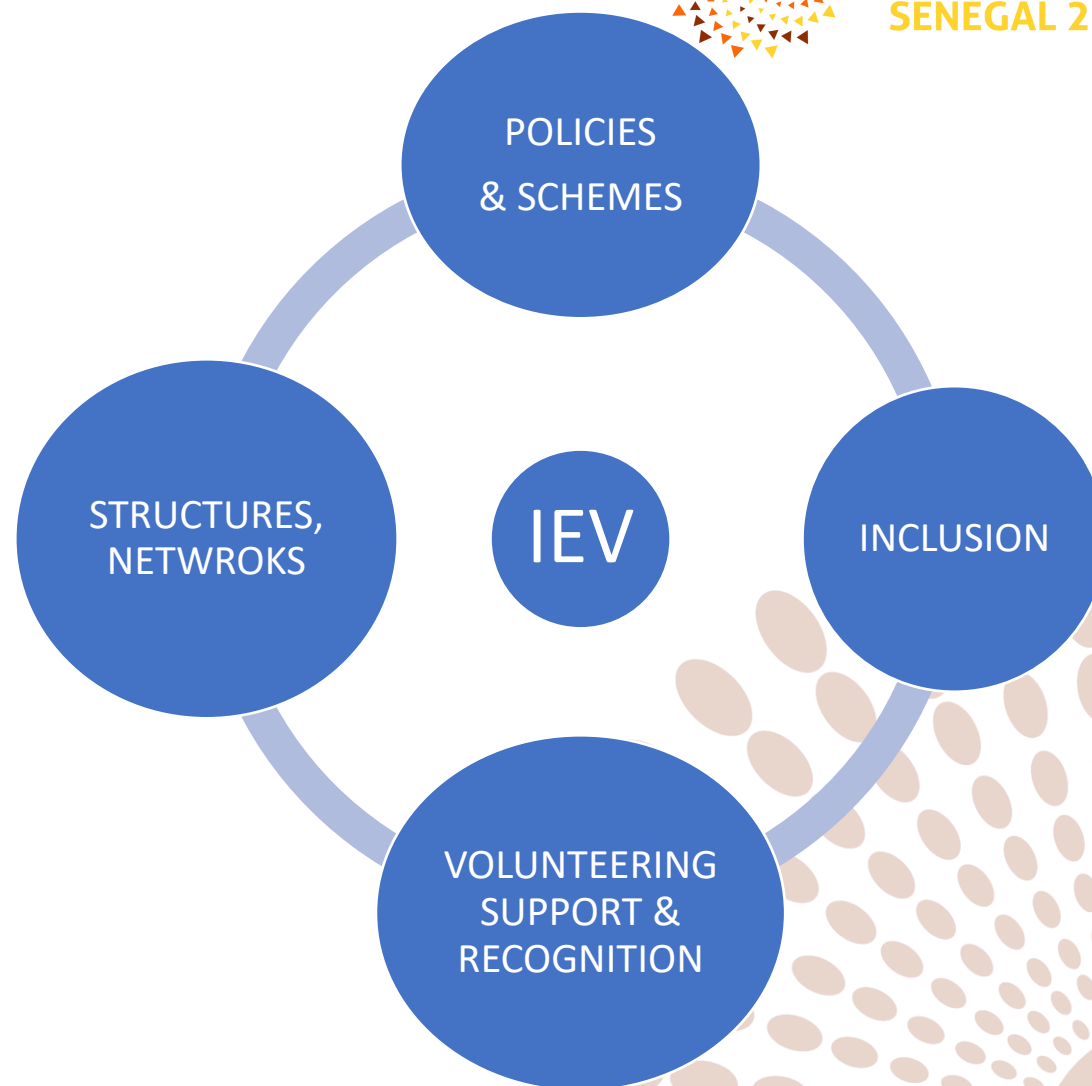 SENEGAL 2
POLICIES
& SCHEMES
STRUCTURES,
NETWROKS
IEV
INCLUSION
VOLUNTEERING
SUPPORT &
RECOGNITION